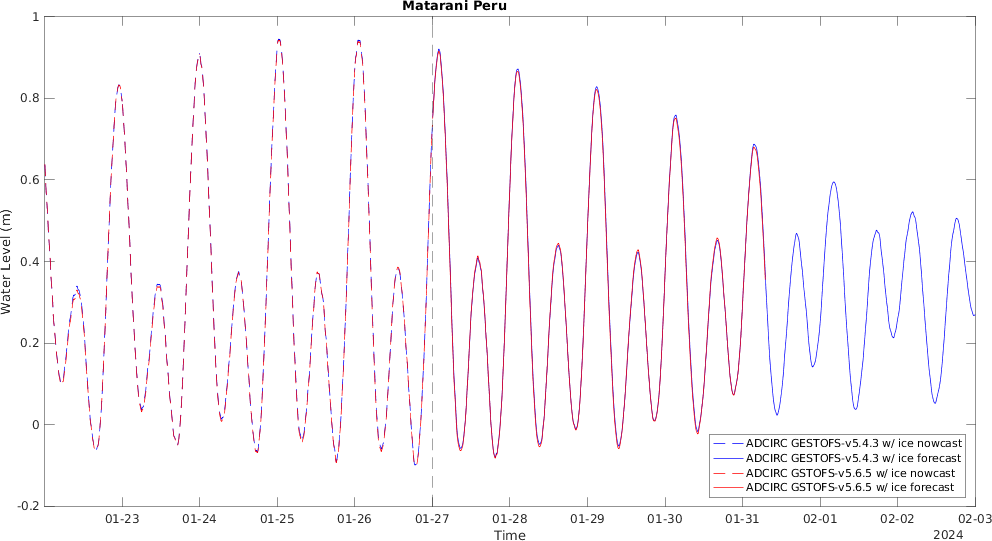 Matarani Peru
1
0.8
0.6
0.4
0.2
0
-0.2
Water Level (m)
ADCIRC GESTOFS-v5.4.3 w/ ice nowcast
ADCIRC GESTOFS-v5.4.3 w/ ice forecast
ADCIRC GSTOFS-v5.6.5 w/ ice nowcast
ADCIRC GSTOFS-v5.6.5 w/ ice forecast
01-23 01-24 01-25 01-26 01-27 01-28 01-29 01-30 01-31 02-01 02-02 02-03
Time
2024